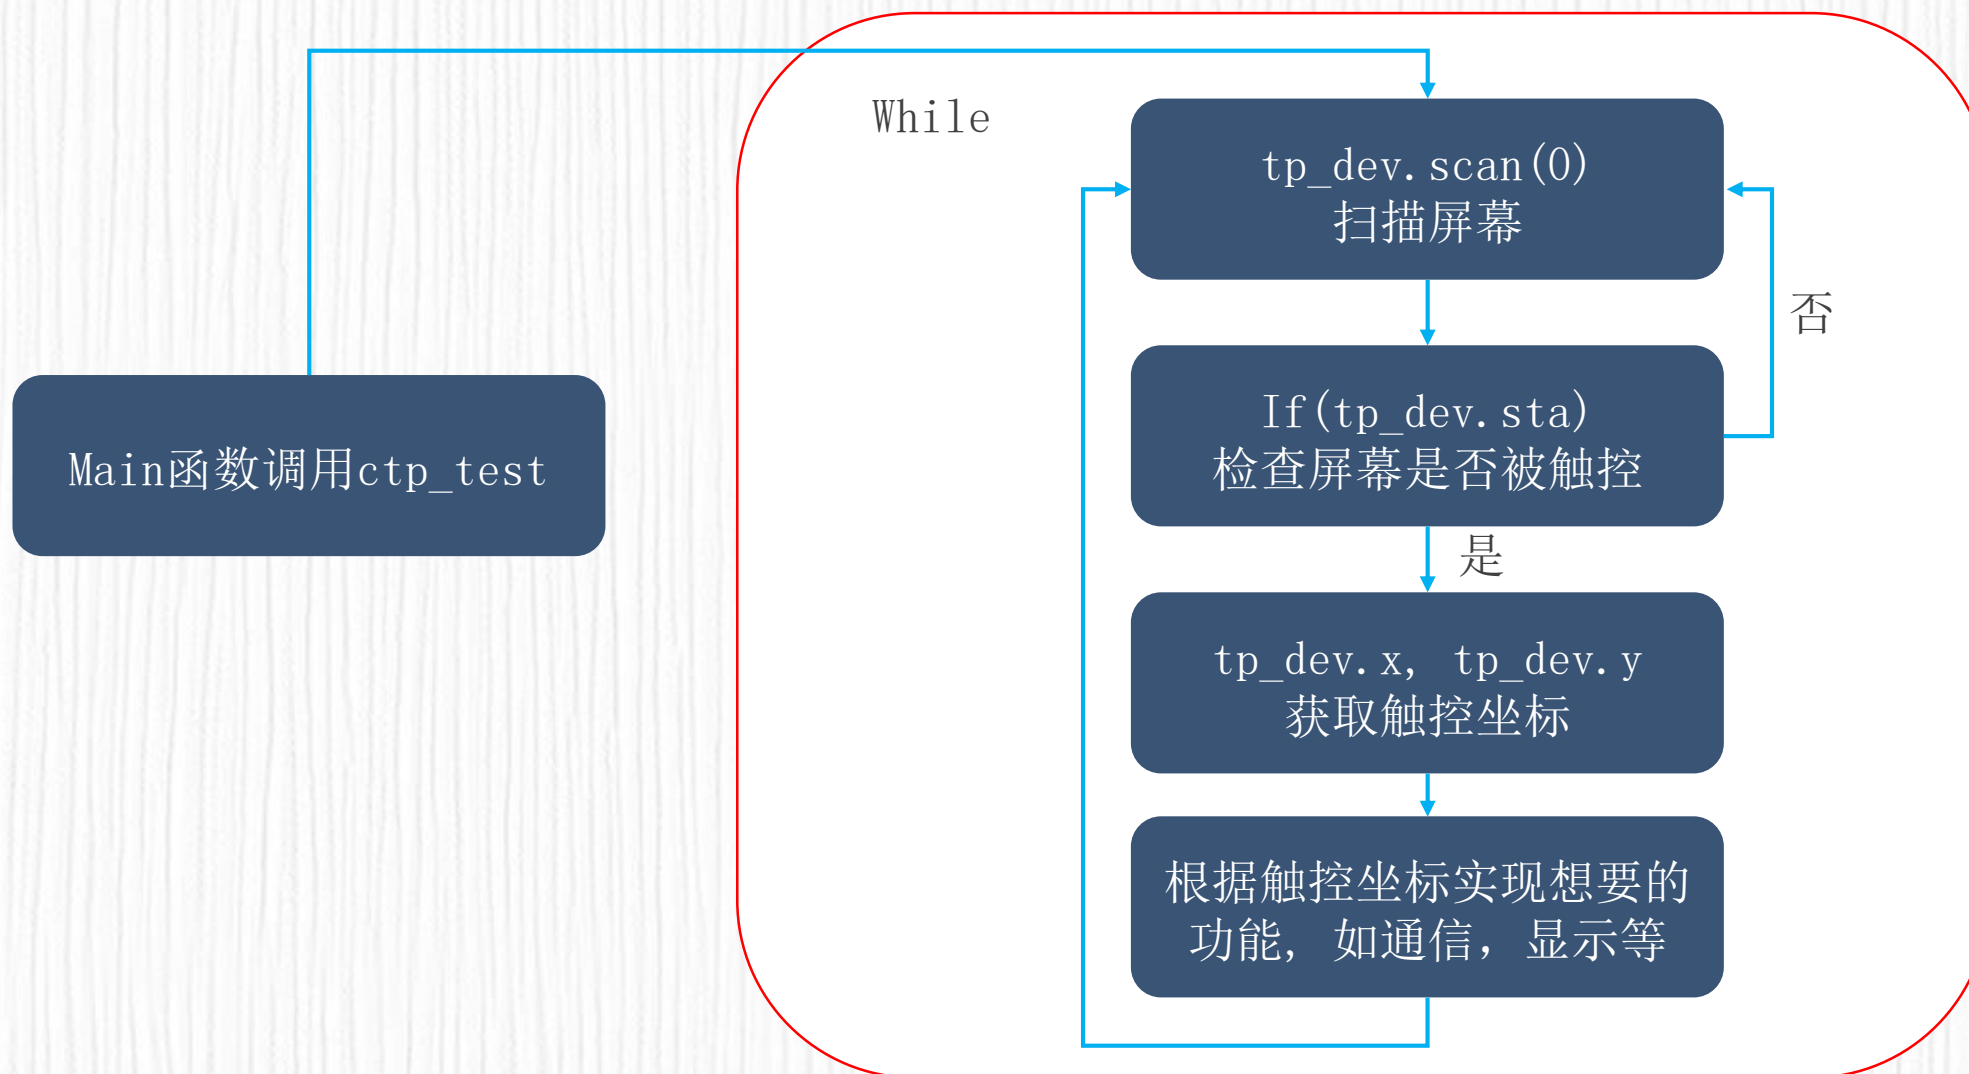 While
tp_dev.scan(0)
扫描屏幕
否
Main函数调用ctp_test
If(tp_dev.sta)
检查屏幕是否被触控
是
tp_dev.x, tp_dev.y
获取触控坐标
根据触控坐标实现想要的
功能, 如通信，显示等